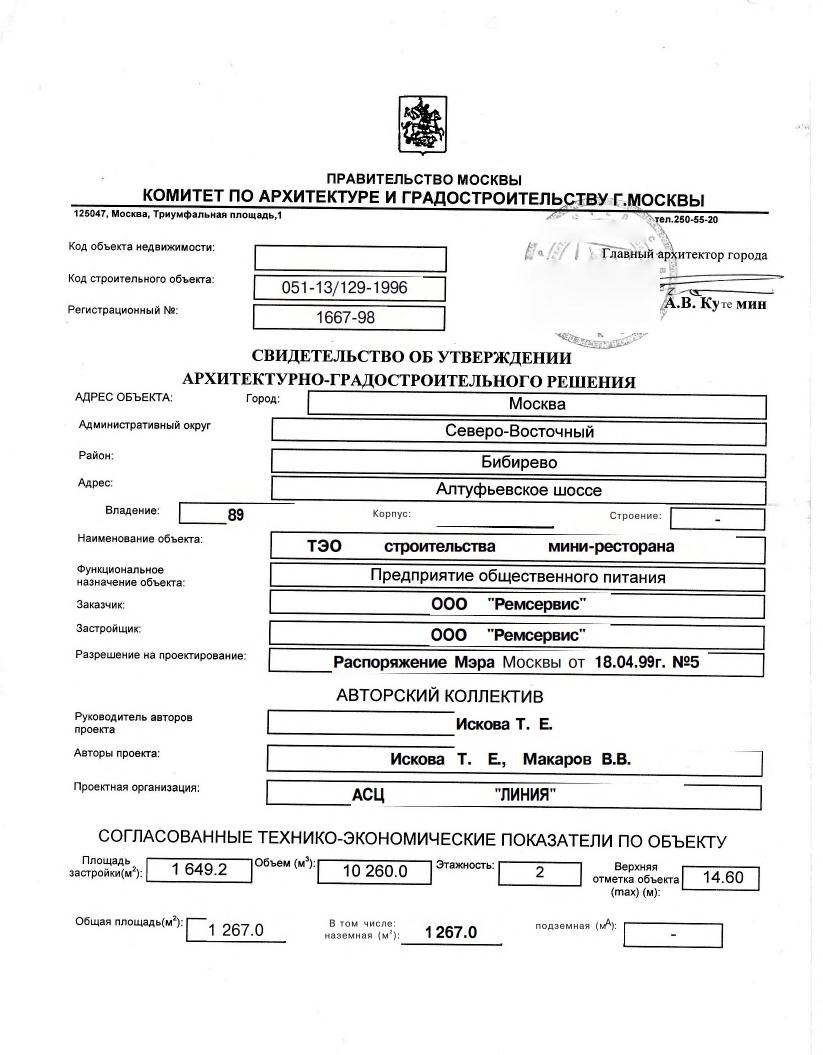 ПРАВИТЕЛЬСТВО МОСКВЫ
КОМИТЕТ ПО АРХИТЕКТУРЕ И ГРАДОСТРОИТЕЛЬСТВУ Г.МОСКВЫ
125047, Москва, Триумфальная площадь,1 тел.250-55-20
Код объекта недвижимости:
Главный архитектор города
Код строительного объекта: 051-13/129-1996
А.В. Кутемин
Регистрационный №: 1667-98
СВИДЕТЕЛЬСТВО ОБ УТВЕРЖДЕНИИ
АРХИТЕКТУРНО-ГРАДОСТРОИТЕЛЬНОГО РЕШЕНИЯ
АДРЕС ОБЪЕКТА: Город: Москва
Административный округ Северо-Восточный
Район: Бибирево
Адрес: Алтуфьевское шоссе
Владение: 89 Корпус: Строение: -
Наименование объекта: ТЭО строительства мини-ресторана
Функциональное
назначение объекта: Предприятие общественного питания
Заказчик: ООО "Ремсервис"
Застройщик: ООО "Ремсервис"
Разрешение на проектирование: Распоряжение Мэра Москвы от 18.04.99г. №5
АВТОРСКИЙ КОЛЛЕКТИВ
Руководитель авторов
проекта Искова Т. Е.
Авторы проекта: Искова Т. Е., Макаров В.В.
Проектная организация: АСЦ "ЛИНИЯ"
СОГЛАСОВАННЫЕ ТЕХНИКО-ЭКОНОМИЧЕСКИЕ ПОКАЗАТЕЛИ ПО ОБЪЕКТУ
Площадь
застройки(м²): 1 649.2 Объем (м³): 10 260.0 Этажность: 2 Верхняя
отметка объекта
(max) (м): 14.60
Общая площадь(м²): 1 267.0 В том числе:
наземная (м²): 1267.0 подземная (мА): -